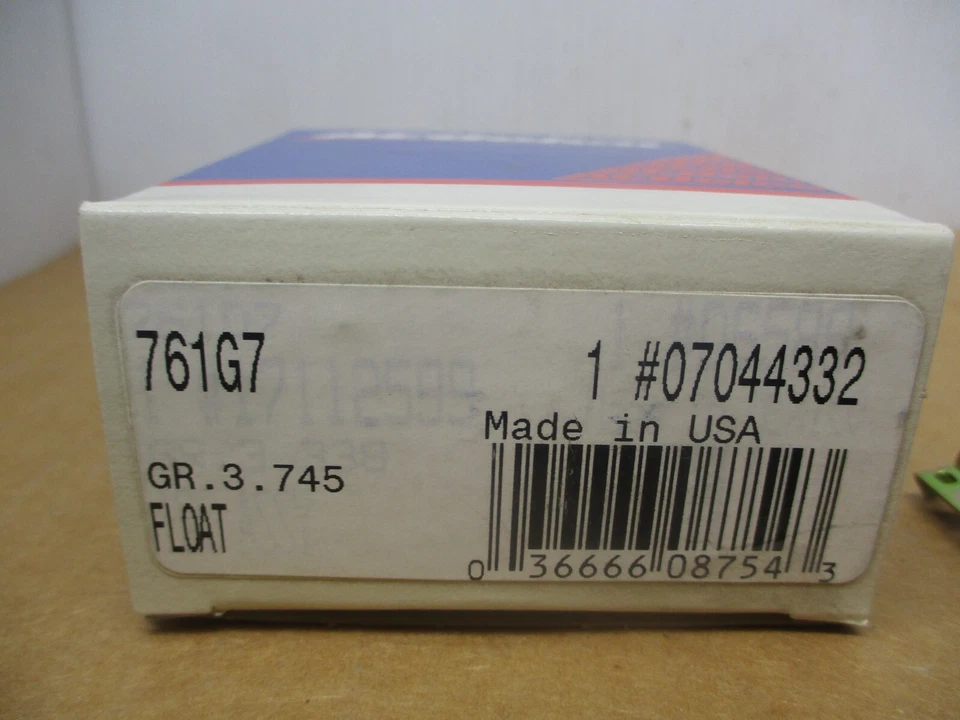 761G7
1 #07044332
Made in USA
GR.3.745
FLOAT
0 36666 08754 3